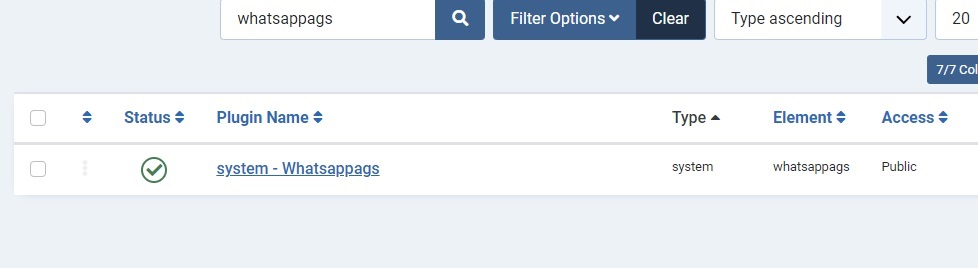 whatsappags Filter Options Clear Type ascending 20
7/7 Col
Status Plugin Name Type Element Access
system - Whatsappags system whatsappags Public